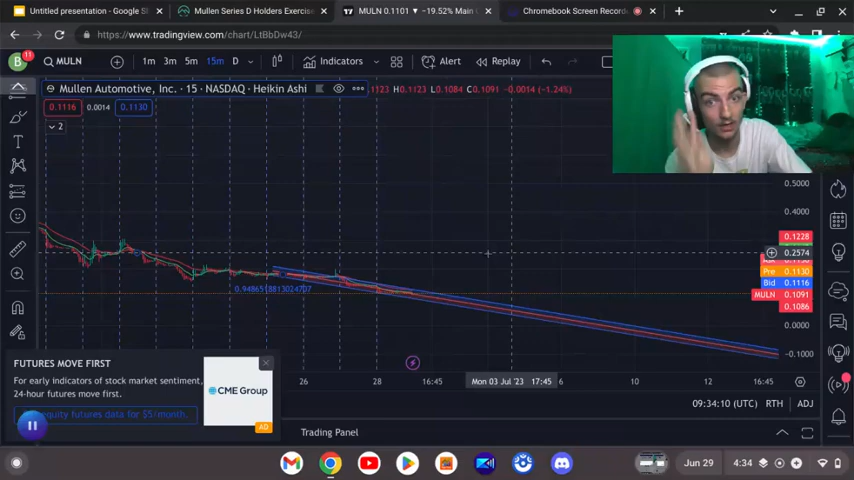 Untitled presentation - Google Sl
Mullen Series D Holders Exercise
MULN 0.1101 ▼ −19.52% Main
Chromebook Screen Record
https://www.tradingview.com/chart/LtBbDw43/
B
11
MULN
1m 3m 5m 15m D
Indicators
Alert
Replay
Mullen Automotive, Inc. · 15 · NASDAQ · Heikin Ashi
1123 H0.1123 L0.1084 C0.1091 −0.0014 (−1.24%)
0.1116 0.0014 0.1130
2
0.5000
0.4000
0.1228
0.2574
Pre 0.1130
Bid 0.1116
MULN 0.1091
0.1086
0.0000
-0.1000
FUTURES MOVE FIRST
For early indicators of stock market sentiment,
24-hour futures move first.
equity futures data for $5/month.
CME Group
AD
26 28 16:45 Mon 03 Jul '23 17:45 6 10 12 16:45
09:34:10 (UTC) RTH ADJ
Trading Panel
Jun 29 4:34